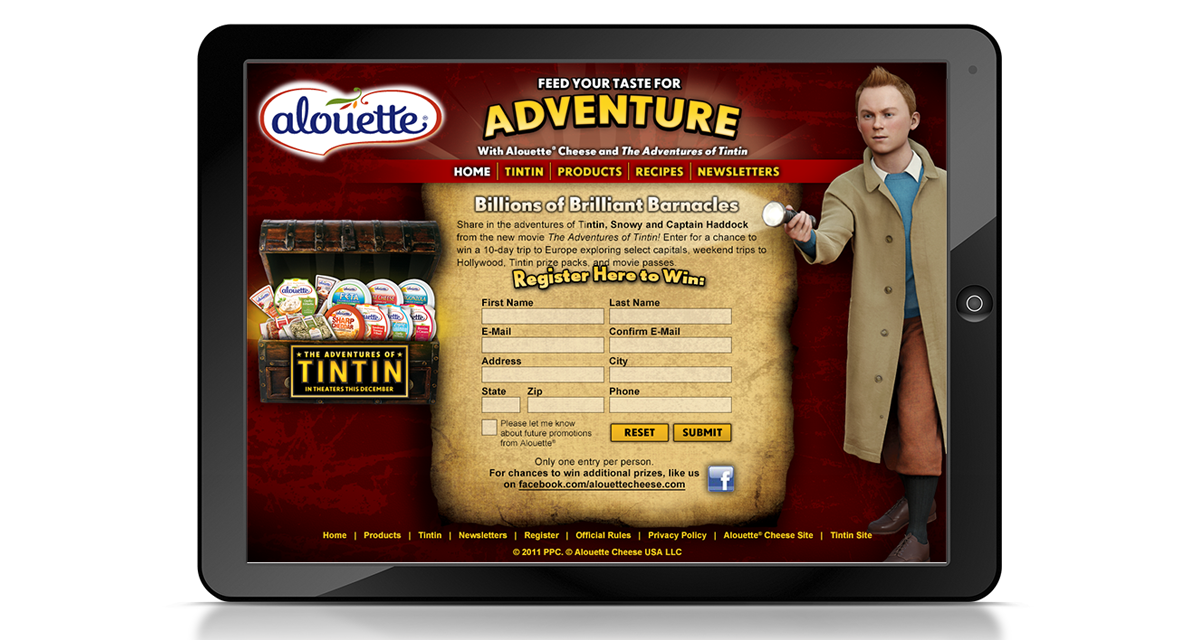 alouette®
FEED YOUR TASTE FOR
ADVENTURE
With Alouette® Cheese and The Adventures of Tintin
HOME | TINTIN | PRODUCTS | RECIPES | NEWSLETTERS
Billions of Brilliant Barnacles
Share in the adventures of Tintin, Snowy and Captain Haddock
from the new movie The Adventures of Tintin! Enter for a chance to
win a 10-day trip to Europe exploring select capitals, weekend trips to
Hollywood, Tintin prize packs, and movie passes.
Register Here to Win:
First Name Last Name
E-Mail Confirm E-Mail
Address City
State Zip Phone
Please let me know
about future promotions
from Alouette®
RESET SUBMIT
Only one entry per person.
For chances to win additional prizes, like us
on facebook.com/alouettecheese.com
f
alouette
SHARP
CHEDDAR
THE ADVENTURES OF
TINTIN
IN THEATERS THIS DECEMBER
Home | Products | Tintin | Newsletters | Register | Official Rules | Privacy Policy | Alouette® Cheese Site | Tintin Site
© 2011 PPC. © Alouette Cheese USA LLC